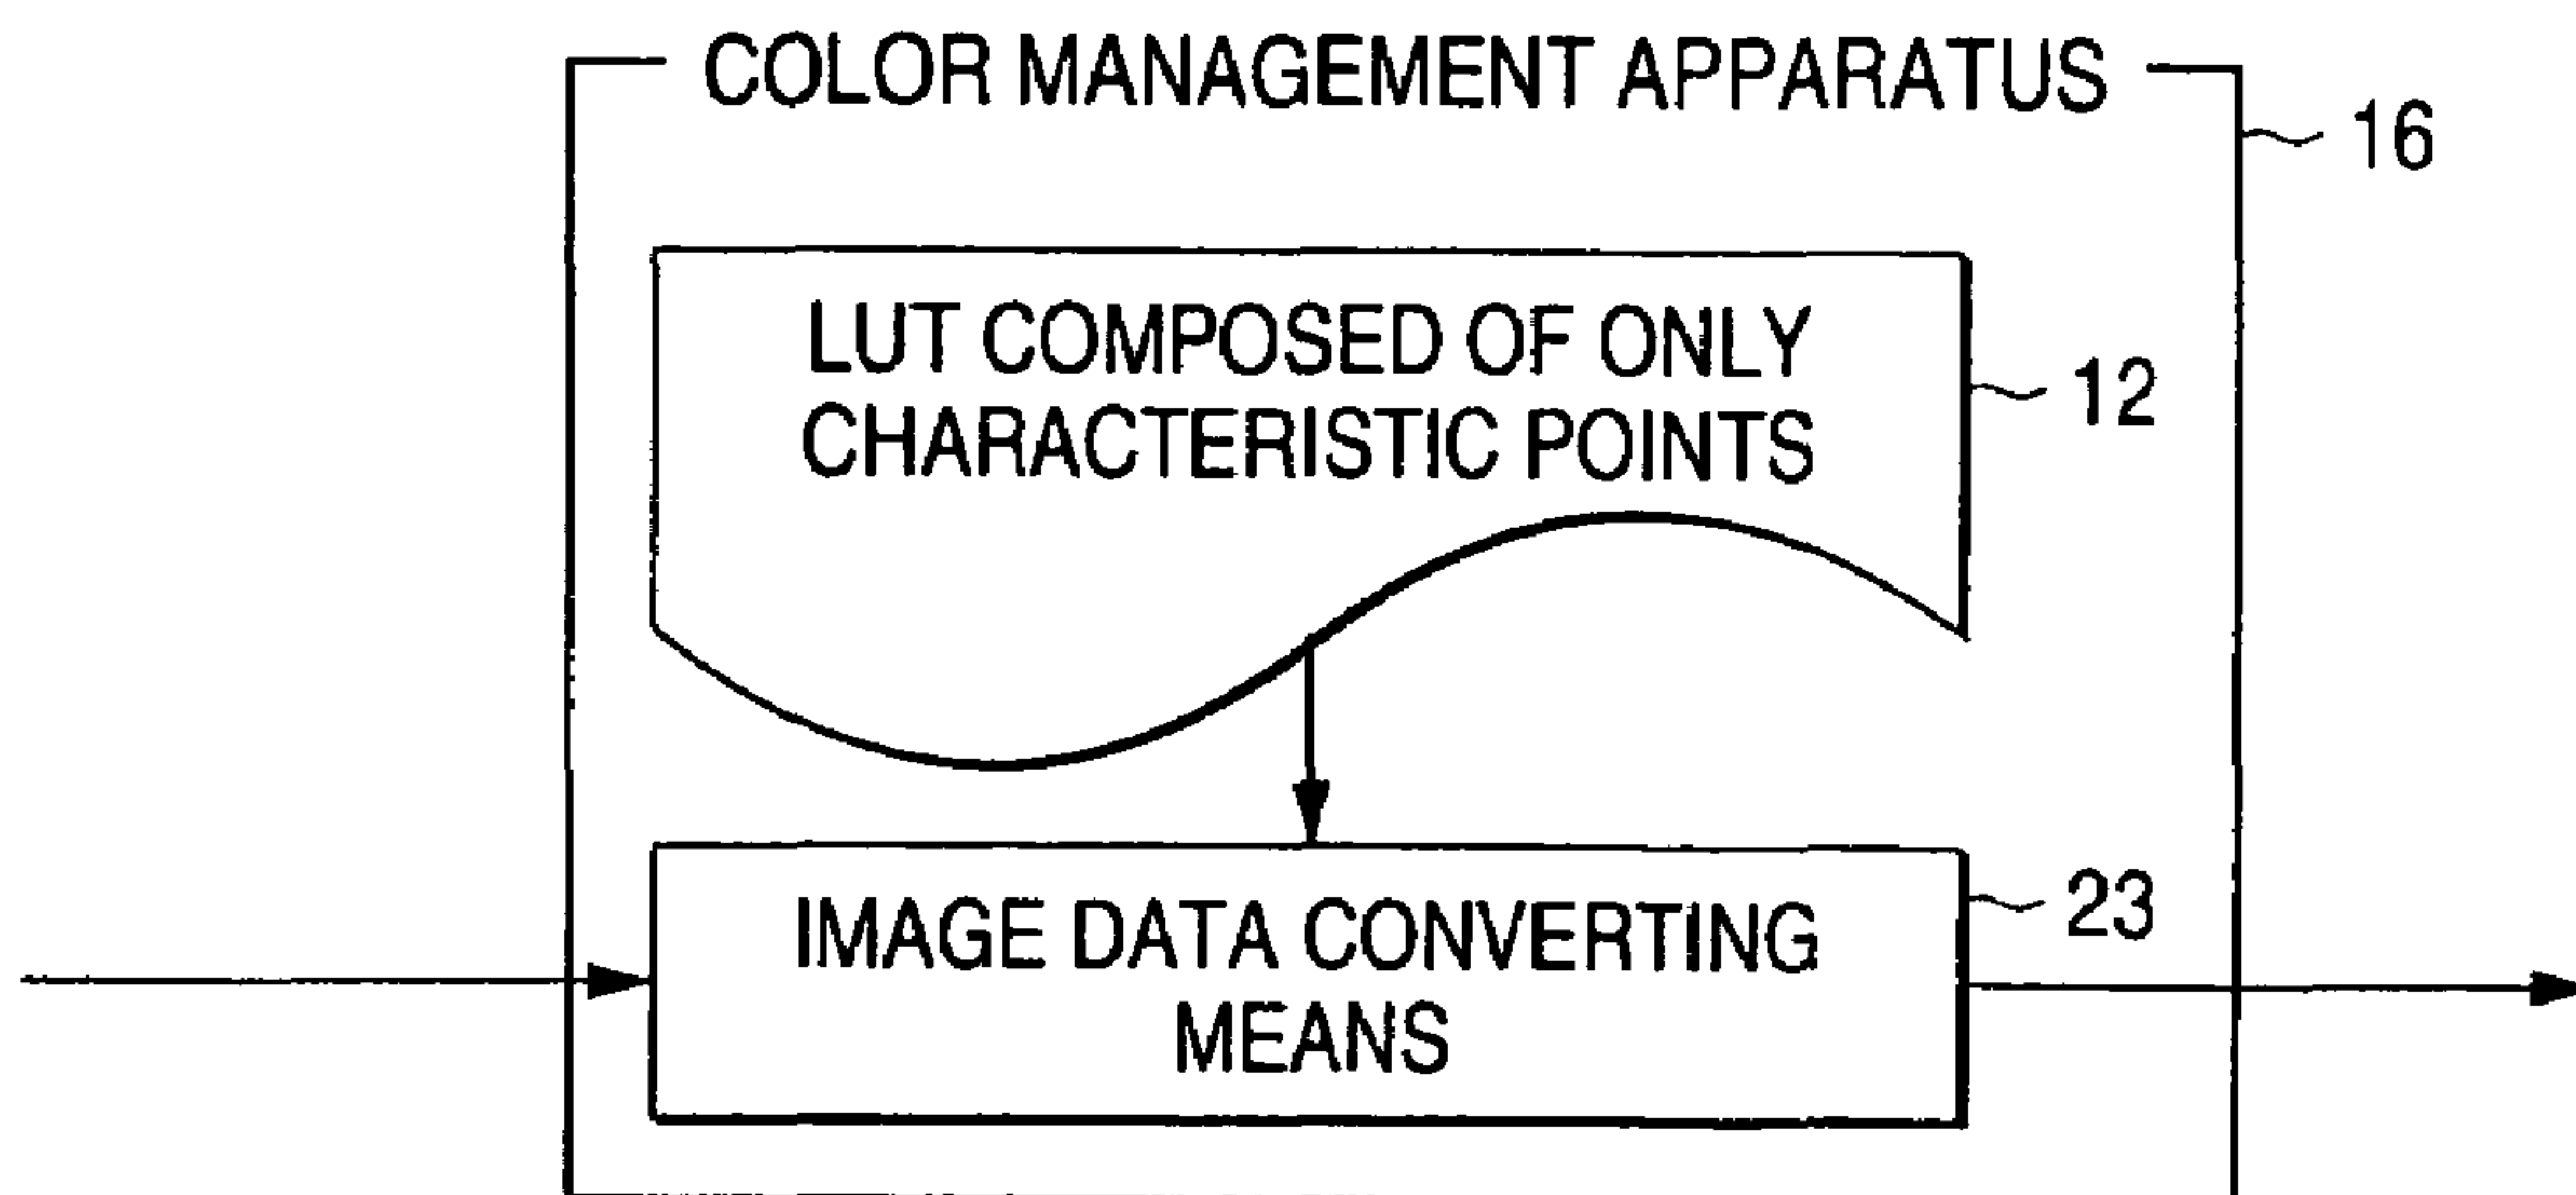 COLOR MANAGEMENT APPARATUS
16
LUT COMPOSED OF ONLY
CHARACTERISTIC POINTS
12
IMAGE DATA CONVERTING
MEANS
23